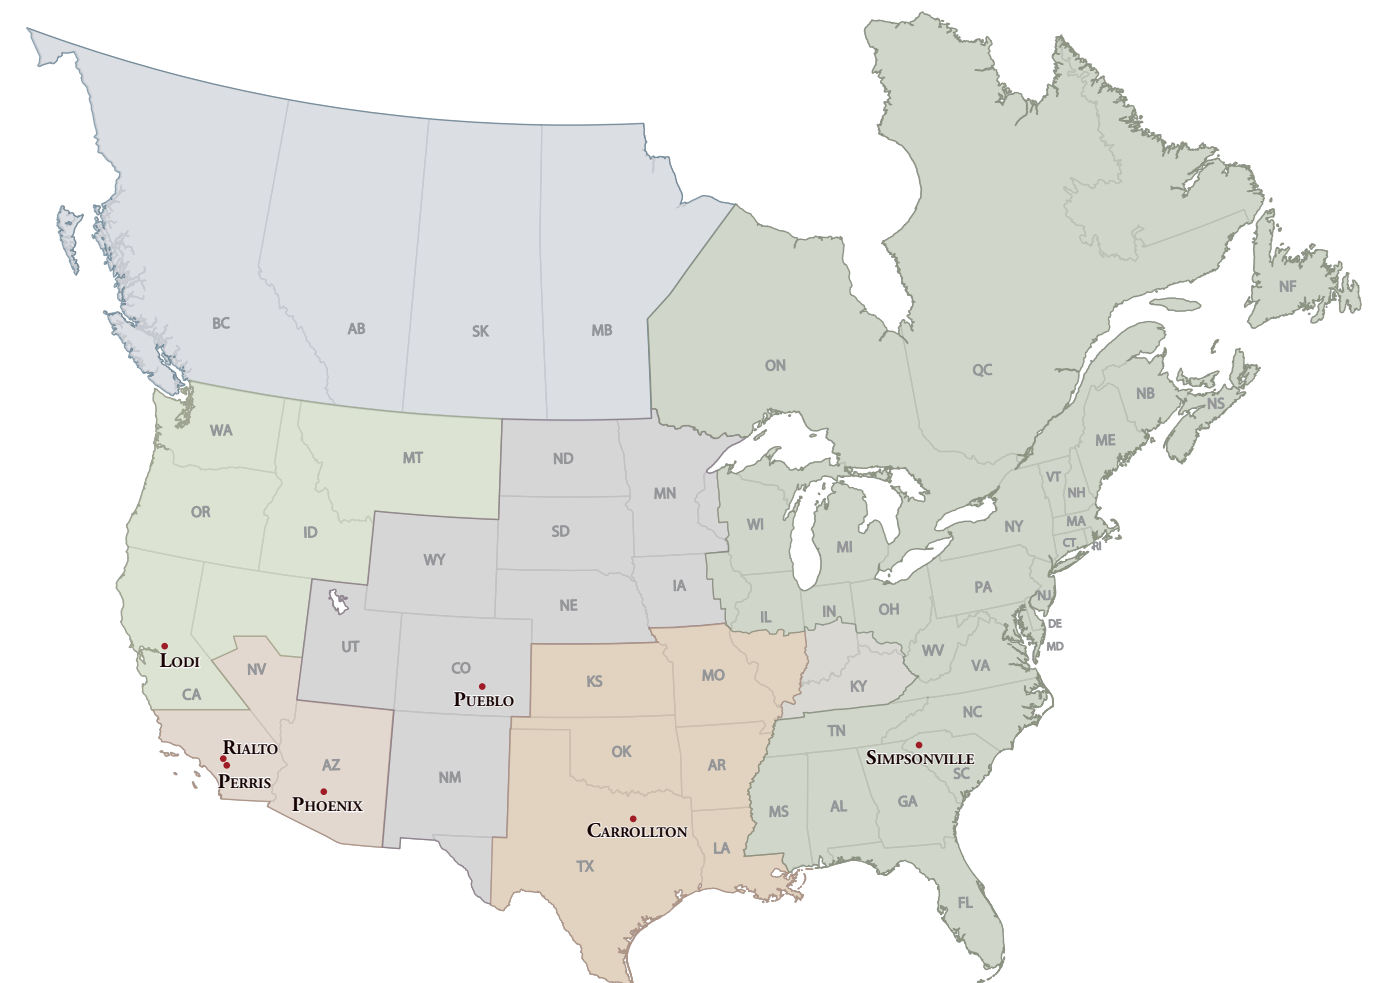 NF
BC
AB
SK
MB
ON
QC
NB
NS
WA
MT
ND
MN
ME
VT
NH
OR
ID
SD
WI
MI
NY
MA
CT
RI
WY
NE
IA
IL
IN
OH
PA
NJ
DE
MD
UT
CO
NV
CA
KS
MO
KY
WV
VA
NC
Lodi
Pueblo
TN
Simpsonville
SC
Rialto
Perris
AZ
Phoenix
NM
OK
AR
MS
AL
GA
Carrollton
TX
LA
FL